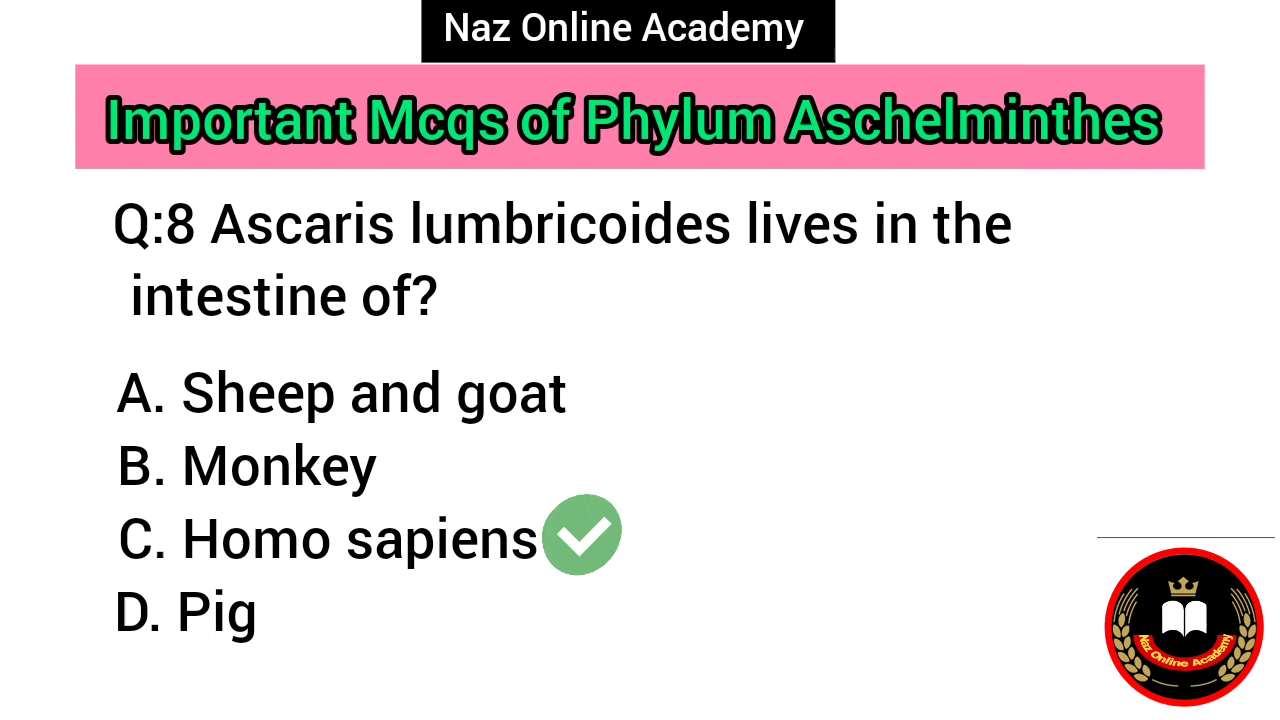 Naz Online Academy
Important Mcqs of Phylum Aschelminthes
Q:8 Ascaris lumbricoides lives in the
intestine of?
A. Sheep and goat
B. Monkey
C. Homo sapiens
D. Pig
Naz Online Academy